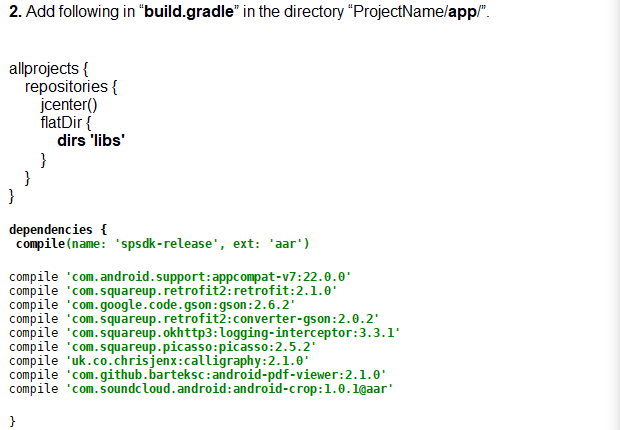 2. Add following in “build.gradle” in the directory “ProjectName/app/”.
allprojects {
repositories {
jcenter()
flatDir {
dirs 'libs'
}
}
}
dependencies {
compile(name: 'spsdk-release', ext: 'aar')
compile 'com.android.support:appcompat-v7:22.0.0'
compile 'com.squareup.retrofit2:retrofit:2.1.0'
compile 'com.google.code.gson:gson:2.6.2'
compile 'com.squareup.retrofit2:converter-gson:2.0.2'
compile 'com.squareup.okhttp3:logging-interceptor:3.3.1'
compile 'com.squareup.picasso:picasso:2.5.2'
compile 'uk.co.chrisjenx:calligraphy:2.1.0'
compile 'com.github.barteksc:android-pdf-viewer:2.1.0'
compile 'com.soundcloud.android:android-crop:1.0.1@aar'
}